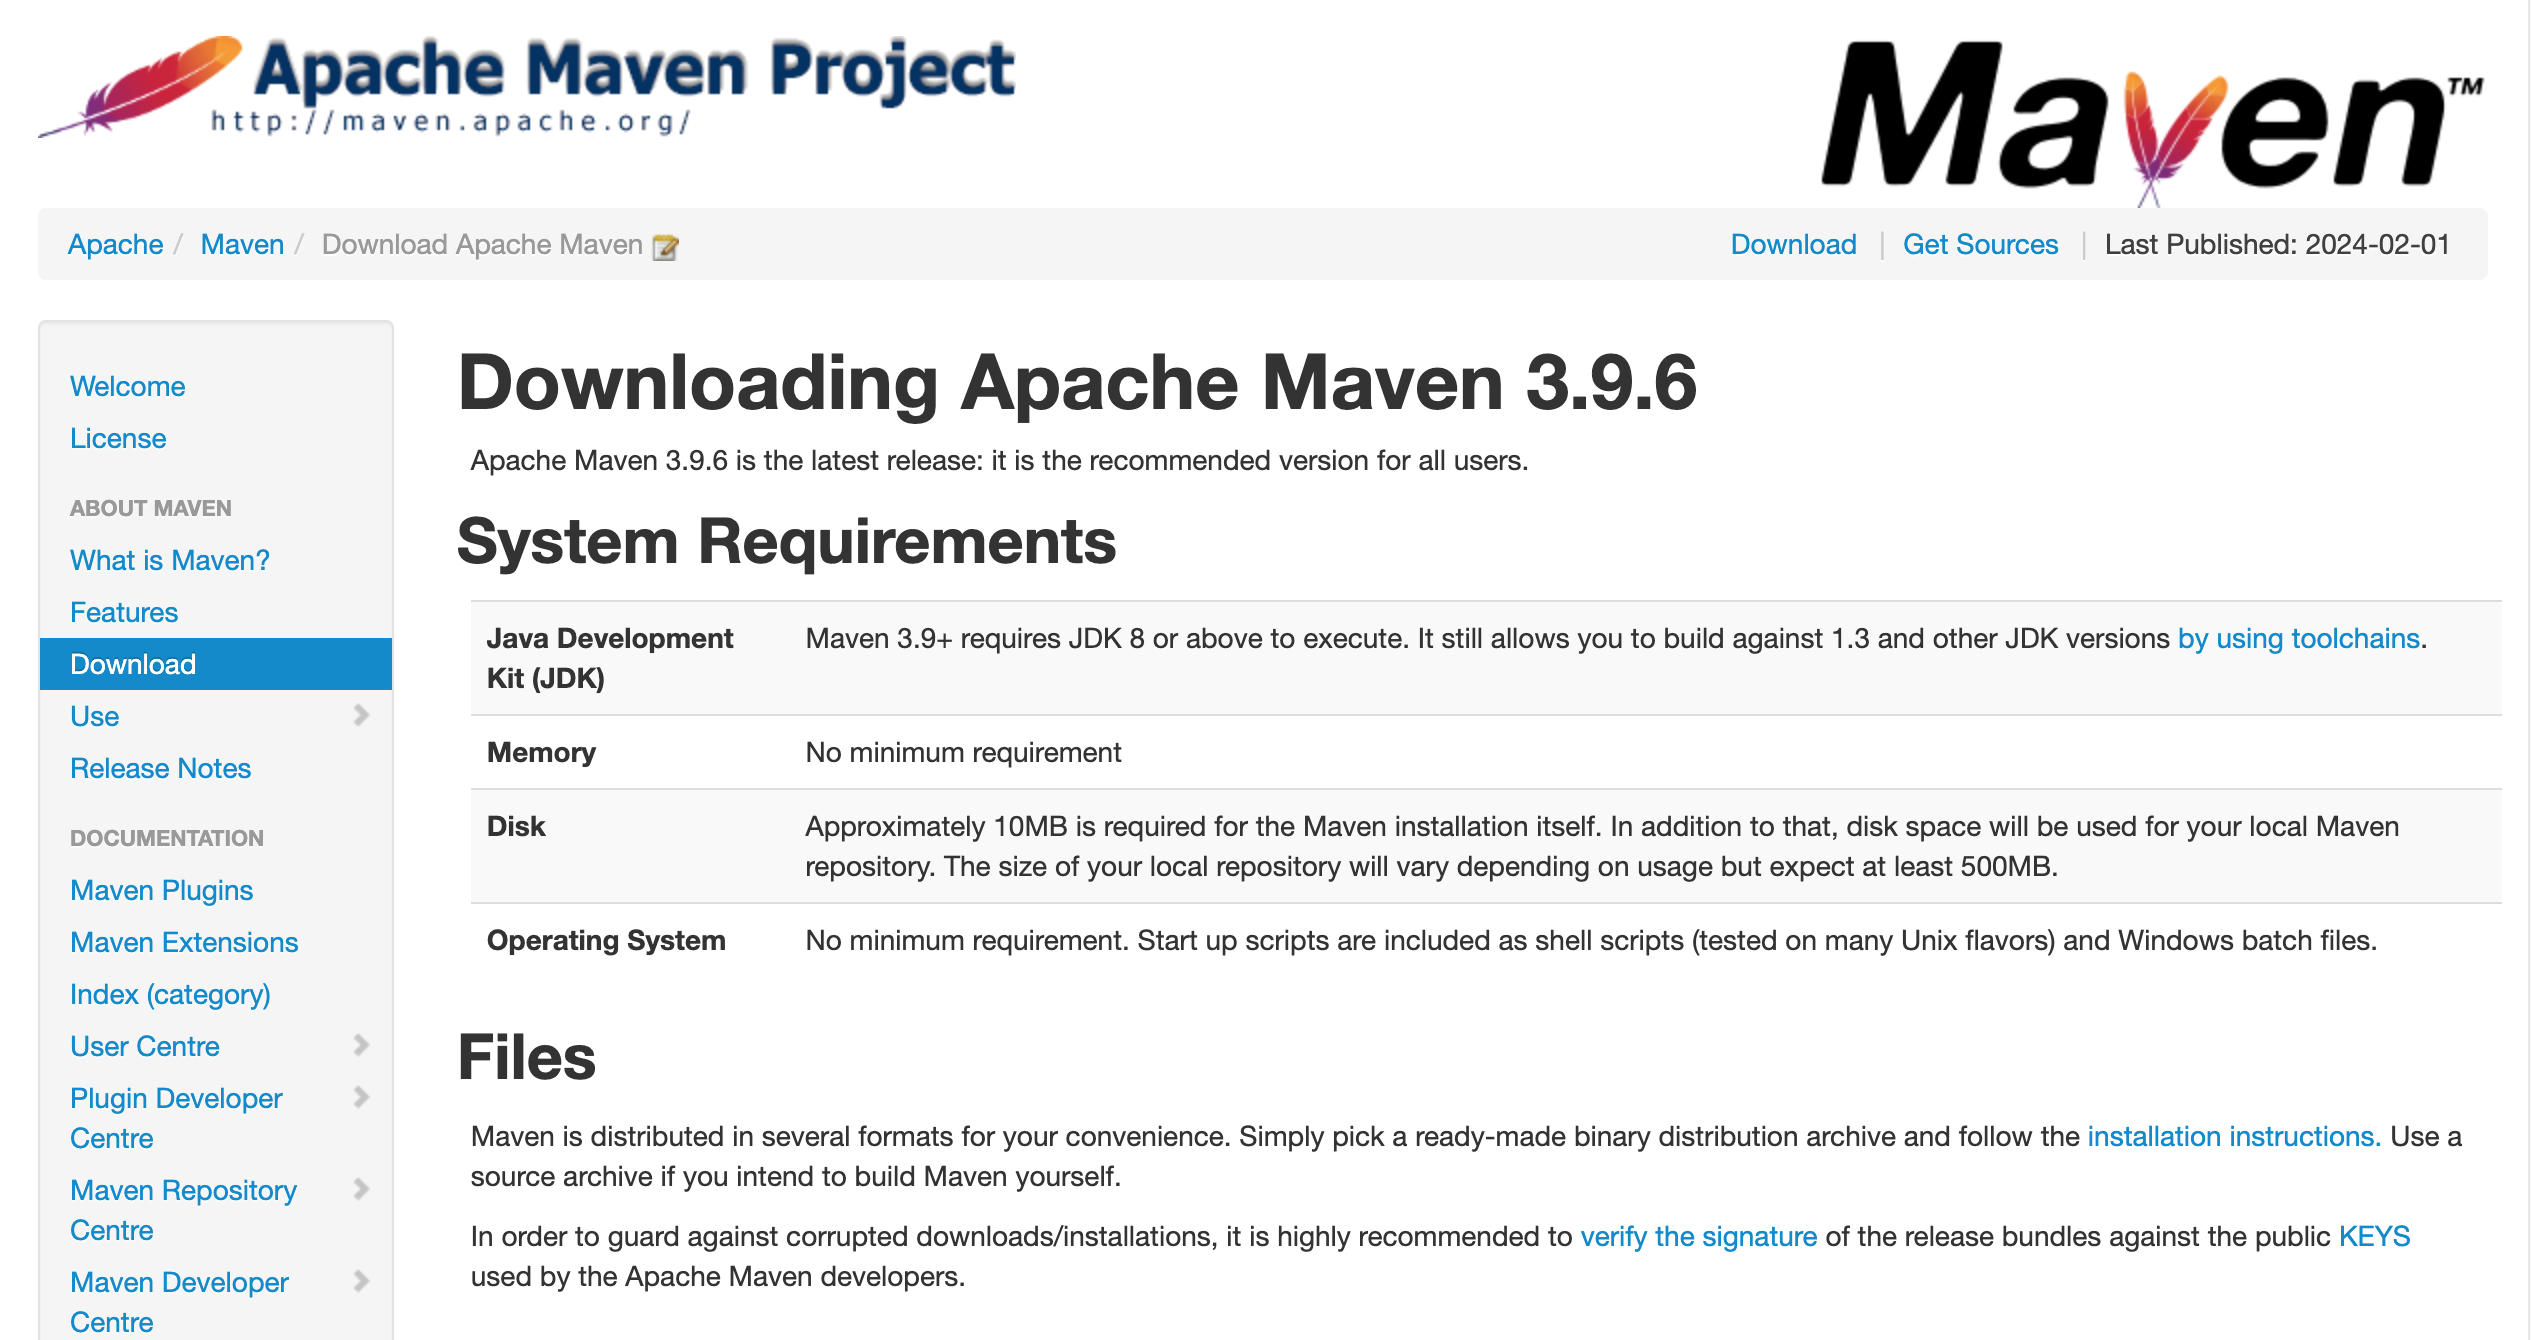 Apache Maven Project
http://maven.apache.org/
Maven™
Apache / Maven / Download Apache Maven
Download | Get Sources | Last Published: 2024-02-01
Welcome
License
ABOUT MAVEN
What is Maven?
Features
Download
Use
Release Notes
DOCUMENTATION
Maven Plugins
Maven Extensions
Index (category)
User Centre
Plugin Developer
Centre
Maven Repository
Centre
Maven Developer
Centre
Downloading Apache Maven 3.9.6
Apache Maven 3.9.6 is the latest release: it is the recommended version for all users.
System Requirements
Java Development
Kit (JDK)
Maven 3.9+ requires JDK 8 or above to execute. It still allows you to build against 1.3 and other JDK versions by using toolchains.
Memory
No minimum requirement
Disk
Approximately 10MB is required for the Maven installation itself. In addition to that, disk space will be used for your local Maven
repository. The size of your local repository will vary depending on usage but expect at least 500MB.
Operating System
No minimum requirement. Start up scripts are included as shell scripts (tested on many Unix flavors) and Windows batch files.
Files
Maven is distributed in several formats for your convenience. Simply pick a ready-made binary distribution archive and follow the installation instructions. Use a
source archive if you intend to build Maven yourself.
In order to guard against corrupted downloads/installations, it is highly recommended to verify the signature of the release bundles against the public KEYS
used by the Apache Maven developers.